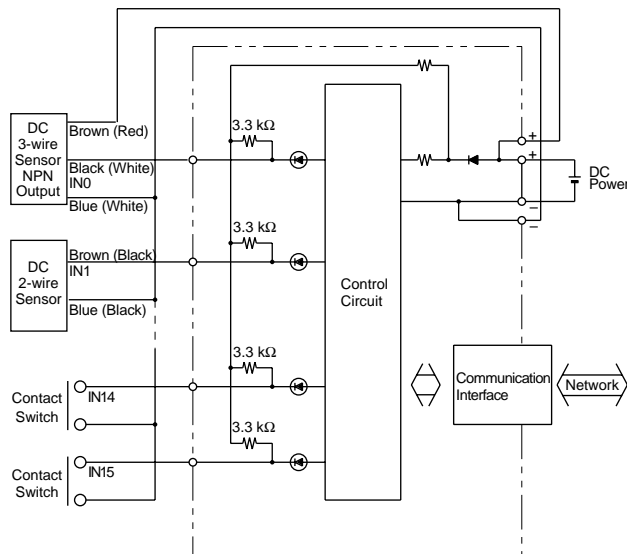 DC
3-wire
Sensor
NPN
Output
Brown (Red)
Black (White)
IN0
Blue (White)
3.3 kΩ
DC
2-wire
Sensor
Brown (Black)
IN1
Blue (Black)
3.3 kΩ
Control
Circuit
+
+
−
−
DC
Power
Contact
Switch
IN14
3.3 kΩ
Contact
Switch
IN15
3.3 kΩ
Communication
Interface
Network